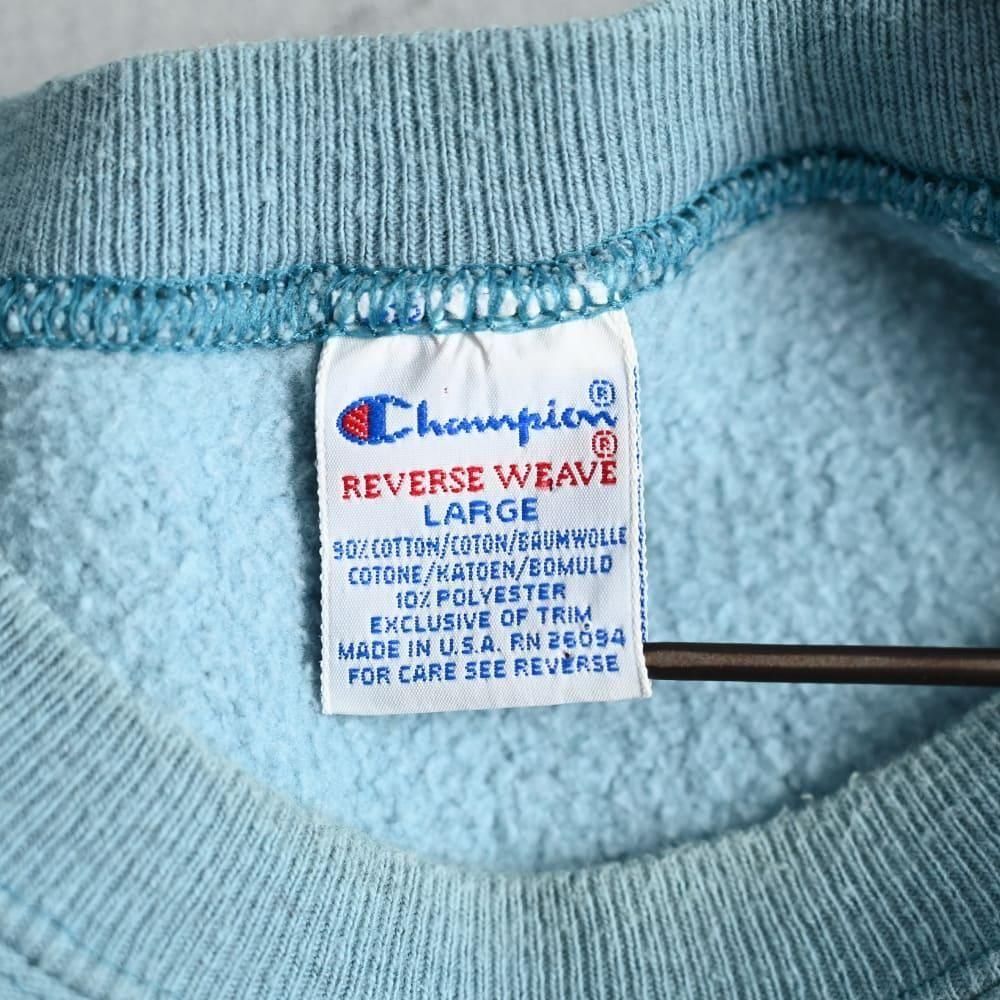 Champion®
REVERSE WEAVE®
LARGE
90% COTTON/COTON/BAUMWOLLE
COTONE/KATOEN/BOMULD
10% POLYESTER
EXCLUSIVE OF TRIM
MADE IN U.S.A. RN 26094
FOR CARE SEE REVERSE